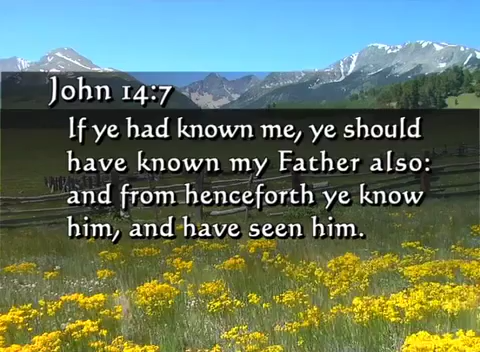 John 14:7
If ye had known me, ye should
have known my Father also:
and from henceforth ye know
him, and have seen him.